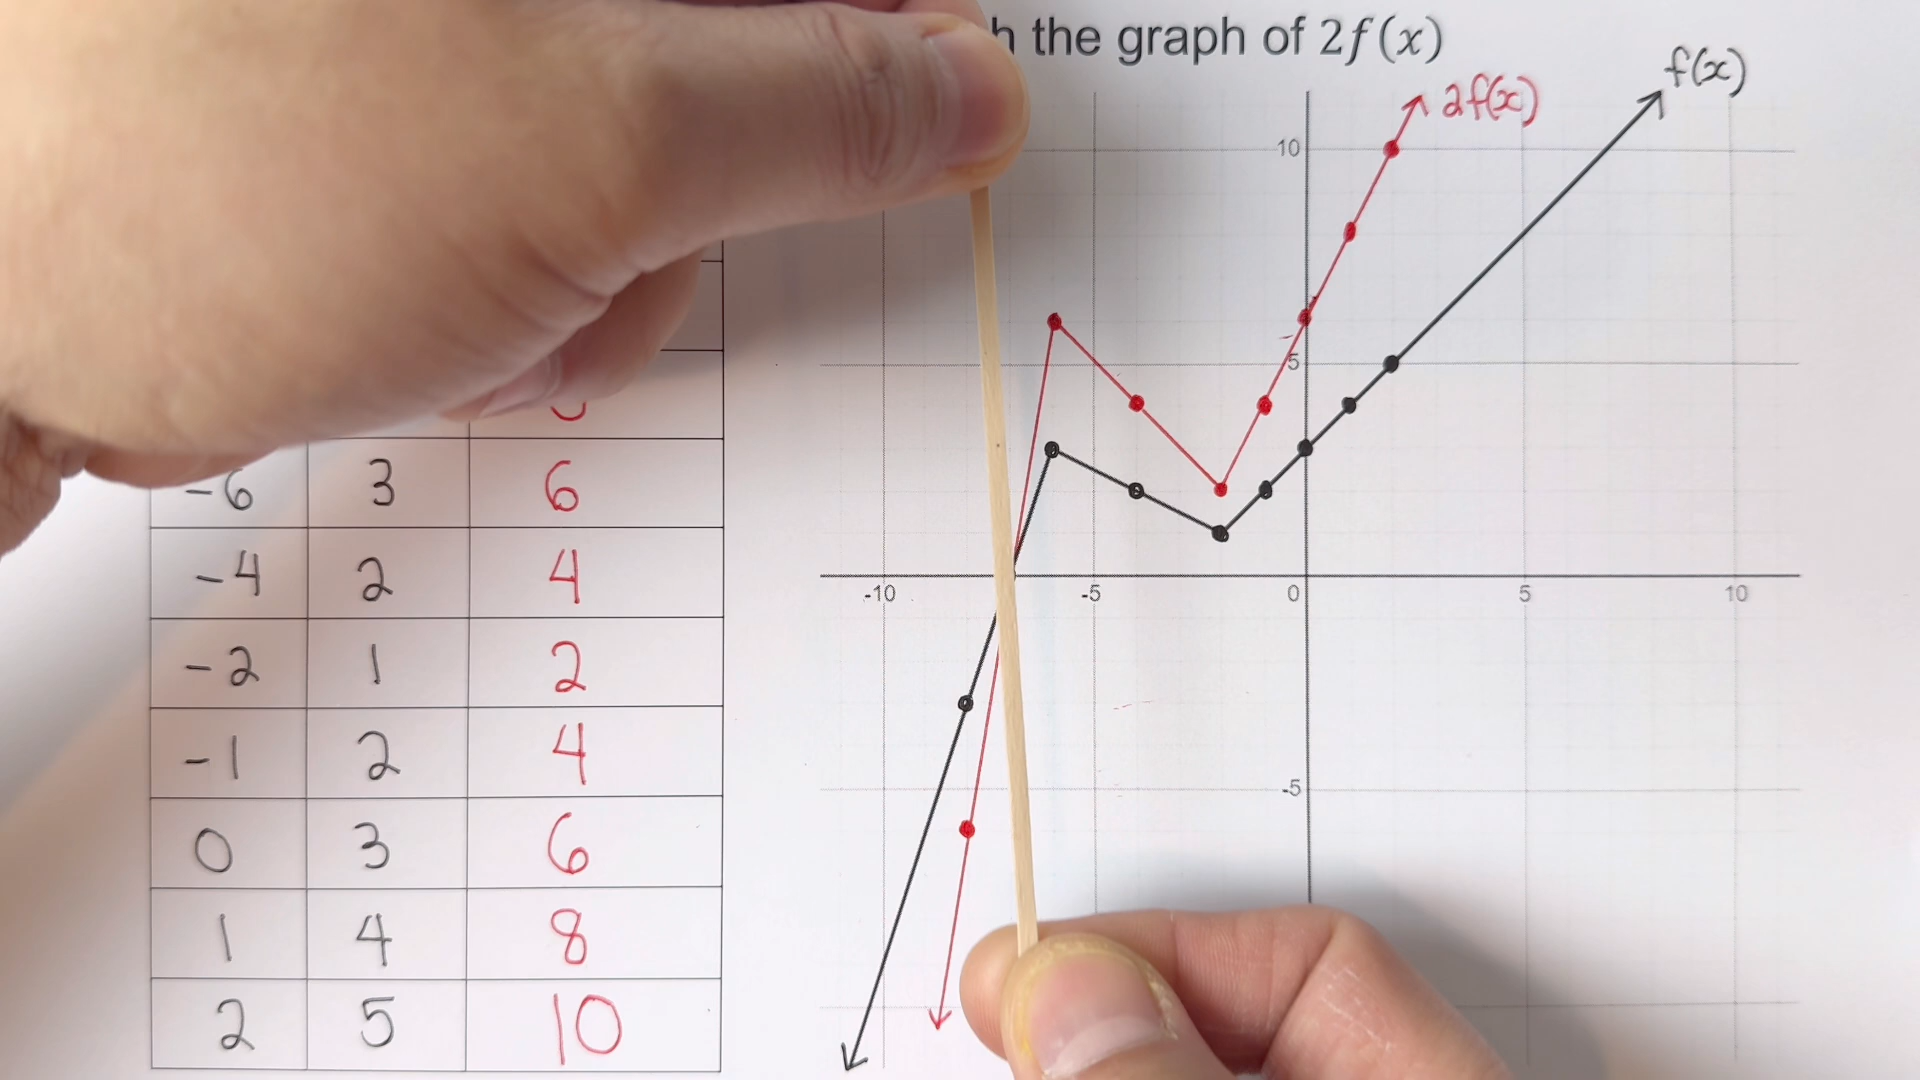 the graph of 2f(x)
f(x)
2f(x)
10
5
-10 -5 0 5 10
-5
-6 3 6
-4 2 4
-2 1 2
-1 2 4
0 3 6
1 4 8
2 5 10